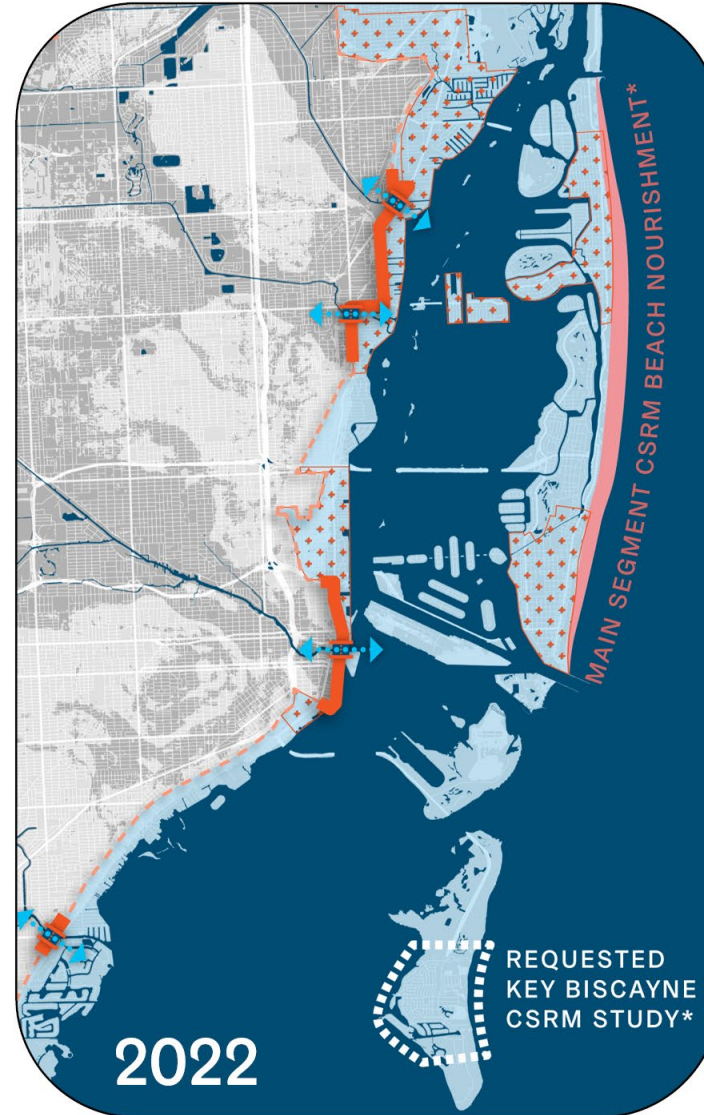 MAIN SEGMENT CSRM BEACH NOURISHMENT*
REQUESTED
KEY BISCAYNE
CSRM STUDY*
2022